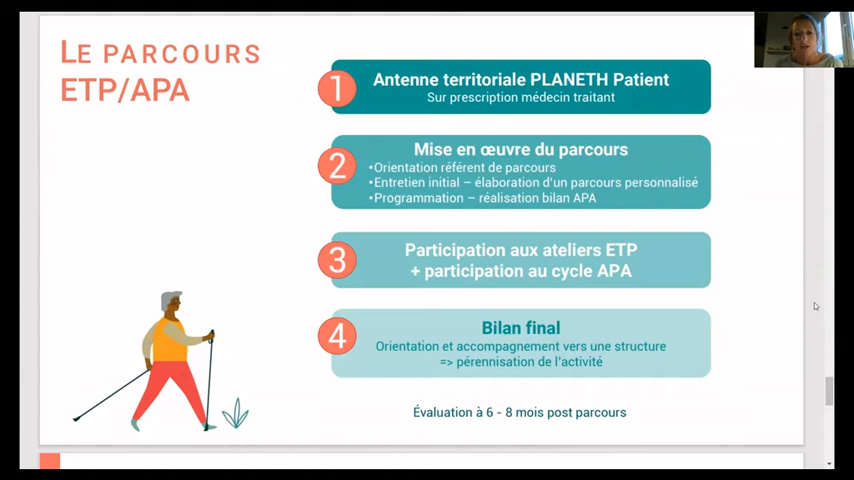 LE PARCOURS
ETP/APA
1
Antenne territoriale PLANETH Patient
Sur prescription médecin traitant
2
Mise en œuvre du parcours
•Orientation référent de parcours
•Entretien initial – élaboration d'un parcours personnalisé
•Programmation – réalisation bilan APA
3
Participation aux ateliers ETP
+ participation au cycle APA
4
Bilan final
Orientation et accompagnement vers une structure
=> pérennisation de l'activité
Évaluation à 6 - 8 mois post parcours